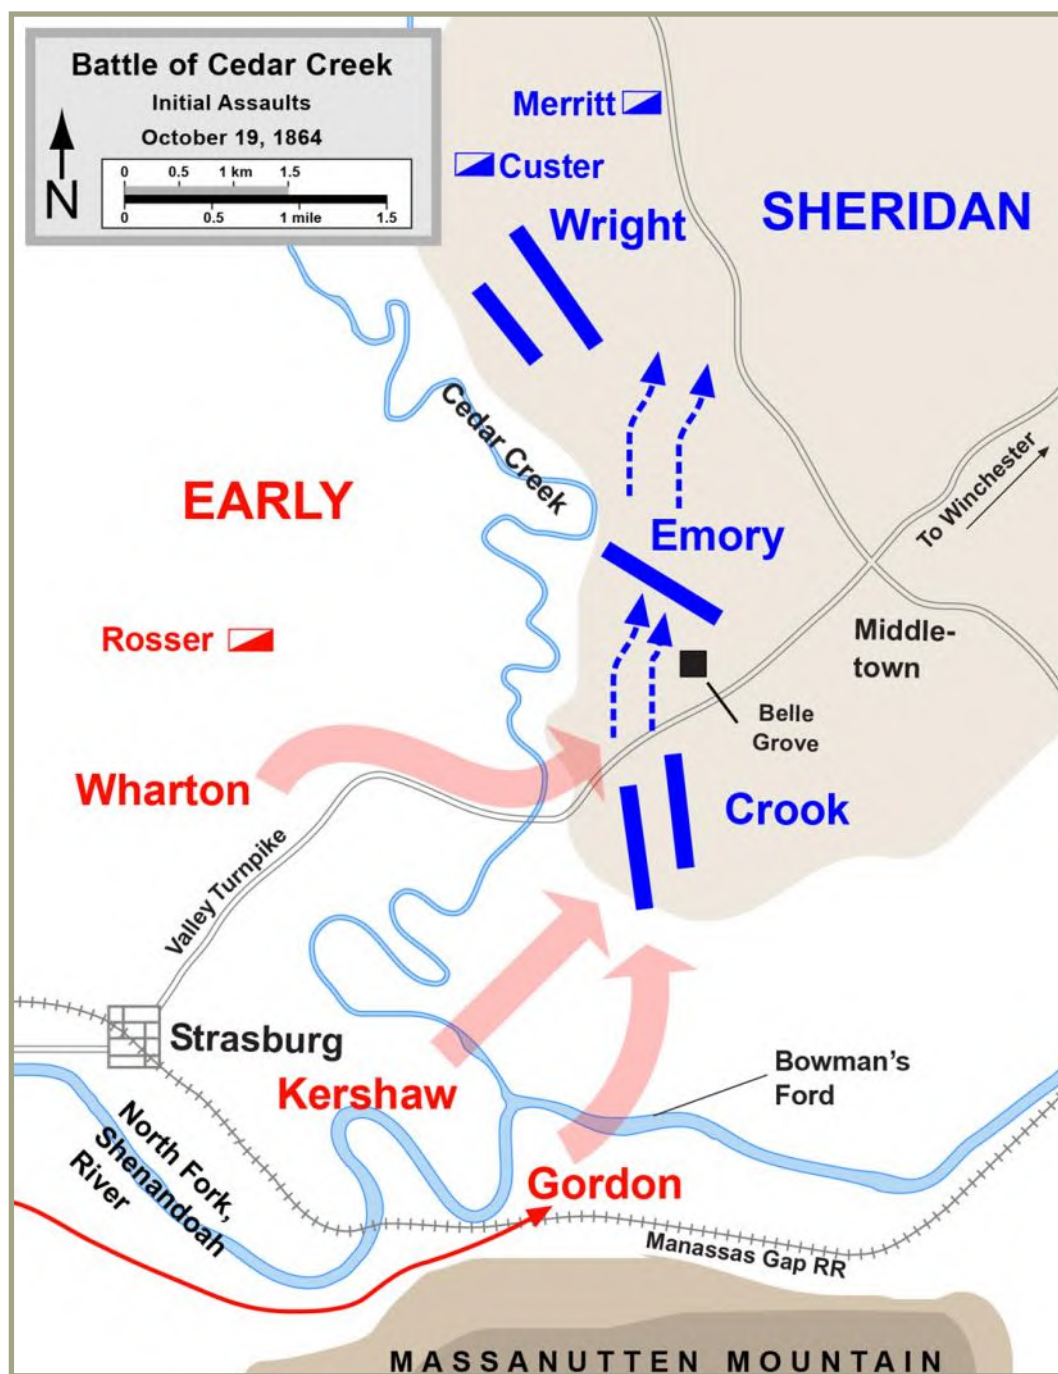 Battle of Cedar Creek
Initial Assaults
October 19, 1864
N
0 0.5 1 km 1.5
0 0.5 1 mile 1.5
Merritt
Custer
Wright
SHERIDAN
Cedar Creek
EARLY
To Winchester
Emory
Rosser
Middle-
town
Belle
Grove
Wharton
Crook
Valley Turnpike
Strasburg
Kershaw
Bowman's
Ford
North Fork,
Shenandoah
River
Gordon
Manassas Gap RR
MASSANUTTEN MOUNTAIN